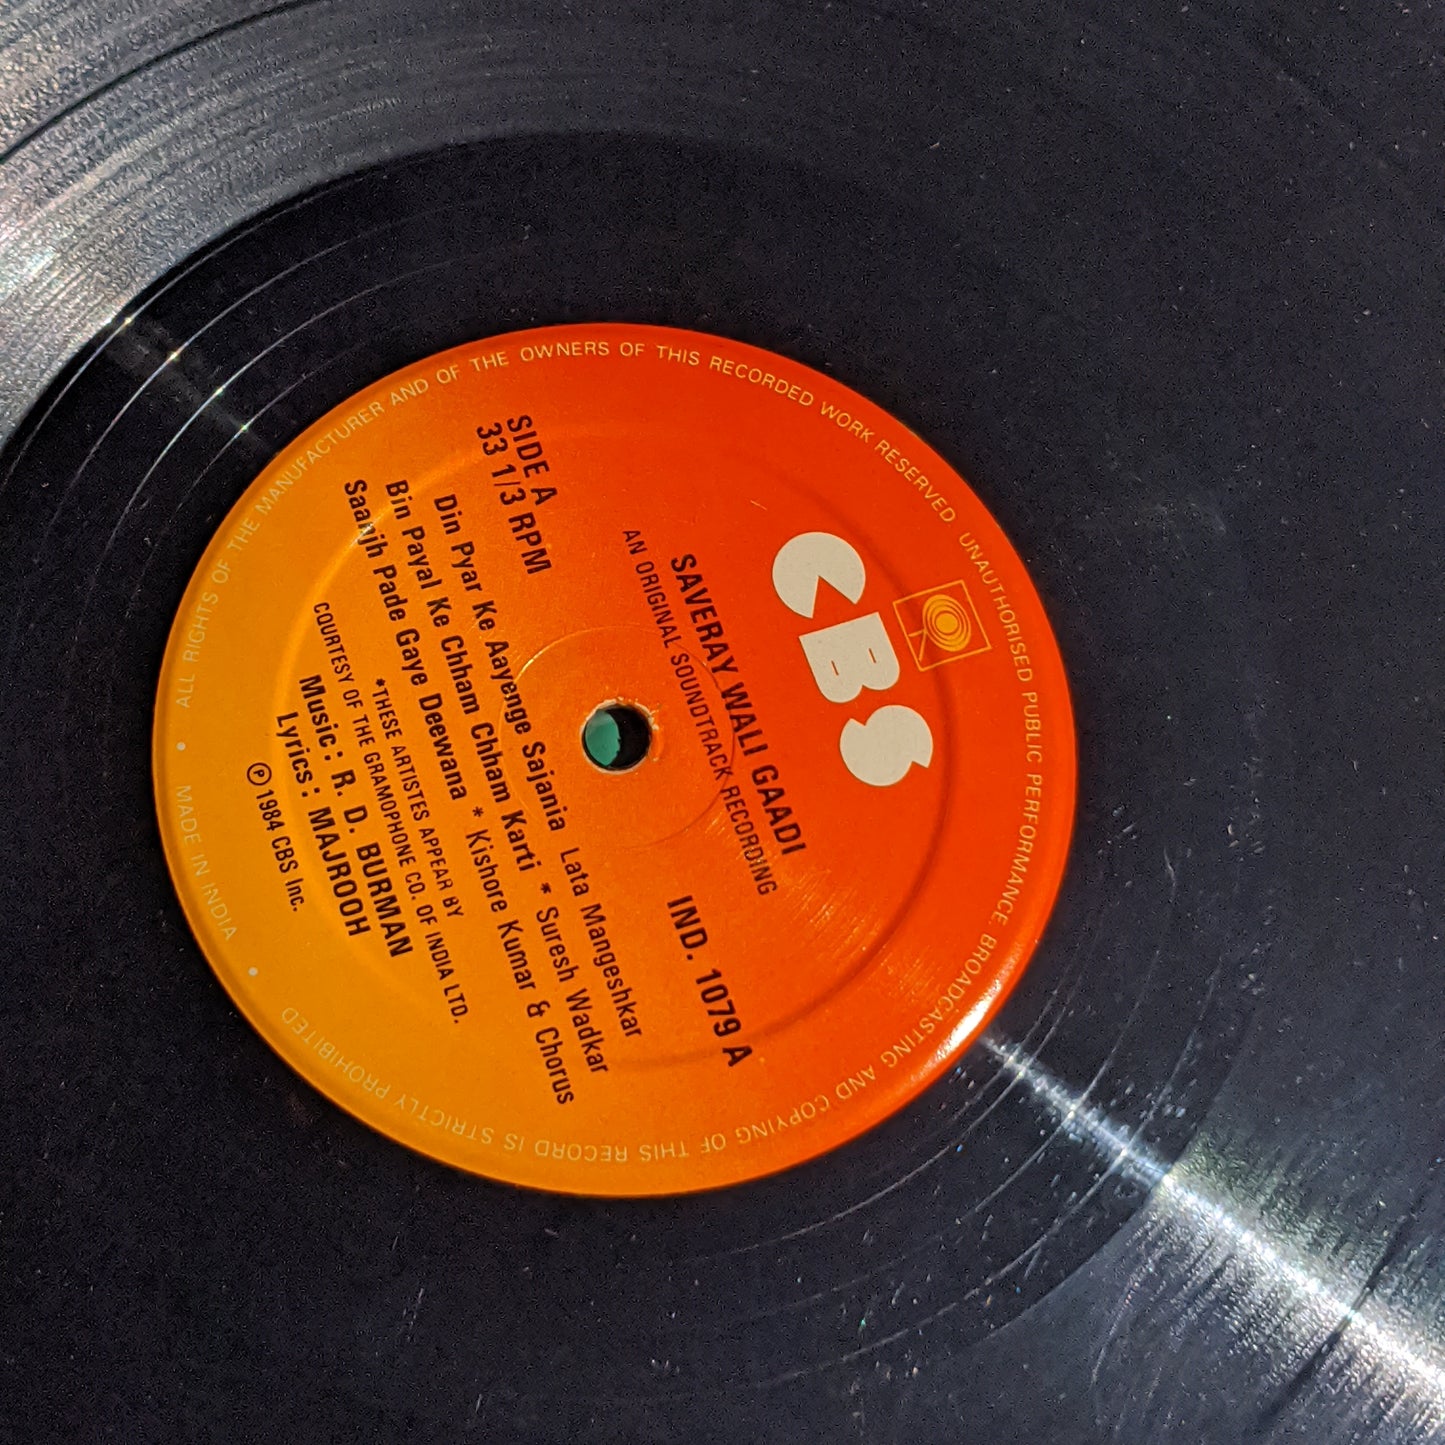 CBS
SAVERAY WALI GAADI
AN ORIGINAL SOUNDTRACK RECORDING
SIDE A
33 1/3 RPM
IND. 1079 A
Din Pyar Ke Aayenge Sajania Lata Mangeshkar
Bin Payal Ke Chham Chham Karti * Suresh Wadkar
Saanjh Pade Gaye Deewana * Kishore Kumar & Chorus
*THESE ARTISTES APPEAR BY
COURTESY OF THE GRAMOPHONE CO. OF INDIA LTD.
Music : R. D. BURMAN
Lyrics : MAJROOH
℗ 1984 CBS Inc.
• ALL RIGHTS OF THE MANUFACTURER AND OF THE OWNERS OF THIS RECORDED WORK RESERVED. UNAUTHORISED PUBLIC PERFORMANCE BROADCASTING AND COPYING OF THIS RECORD IS STRICTLY PROHIBITED • MADE IN INDIA